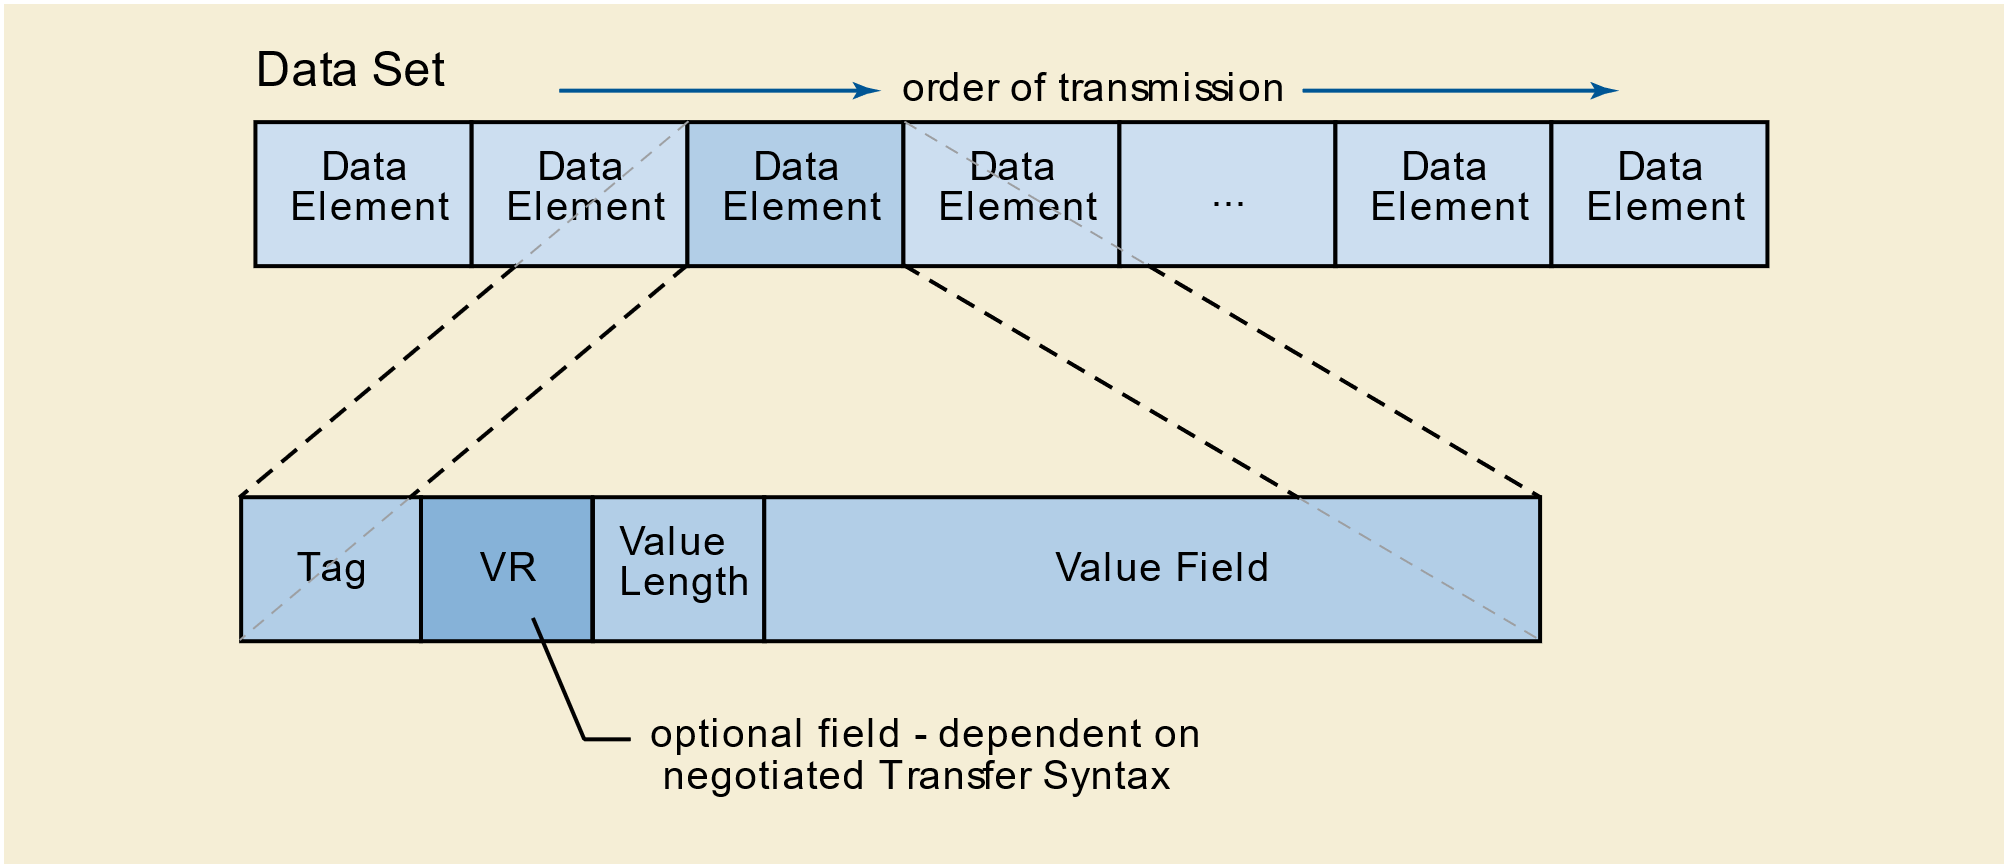 Data Set
order of transmission
Data
Element
Data
Element
Data
Element
Data
Element
...
Data
Element
Data
Element
Tag
VR
Value
Length
Value Field
optional field - dependent on
negotiated Transfer Syntax